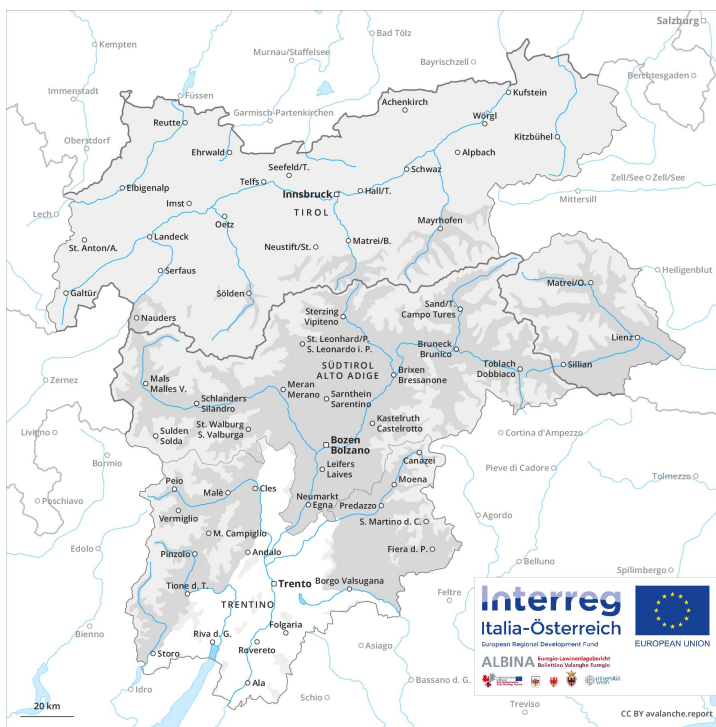 Salzburg
Kempten
Bad Tölz
Murnau/Staffelsee
Bayrischzell
Berchtesgaden
Immenstadt
Füssen
Achenkirch
Kufstein
Garmisch-Partenkirchen
Reutte
Wörgl
Oberstdorf
Kitzbühel
Ehrwald
Alpbach
Seefeld/T.
Schwaz
Telfs
Zell/See
Zell/See
Elbigenalp
Innsbruck
Hall/T.
Mittersill
Imst
TIROL
Lech
Oetz
Mayrhofen
St. Anton/A.
Landeck
Neustift/St.
Matrei/B.
Serfaus
Heiligenblut
Matrei/O.
Galtür
Sölden
Sand/T.
Campo Tures
Nauders
Sterzing
Vipiteno
Lienz
St. Leonhard/P.
S. Leonardo i. P.
Bruneck
Brunico
SÜDTIROL
ALTO ADIGE
Brixen
Bressanone
Toblach
Dobbiaco
Sillian
Zernez
Mals
Malles V.
Meran
Merano
Schlanders
Silandro
Sarnthein
Sarentino
St. Walburg
S. Valburga
Kastelruth
Castelrotto
Livigno
Sulden
Solda
Cortina d'Ampezzo
Bozen
Bolzano
Bormio
Canazei
Leifers
Laives
Pieve di Cadore
Tolmezzo
Peio
Malè
Cles
Moena
Poschiavo
Neumarkt
Egna
Predazzo
Vermiglio
Agordo
S. Martino d. C.
M. Campiglio
Edolo
Pinzolo
Andalo
Fiera d. P.
Belluno
Spilimbergo
Tione d. T.
Trento
Borgo Valsugana
Feltre
TRENTINO
Interreg
Italia-Österreich
European Regional Development Fund
EUROPEAN UNION
Bienno
Riva d. G.
Folgaria
Rovereto
Asiago
Storo
ALBINA
Euregio-Lawinenlagebericht
Bollettino Valanghe Euregio
Idro
Ala
Schio
Bassano d. G.
Treviso
20 km
CC BY avalanche.report